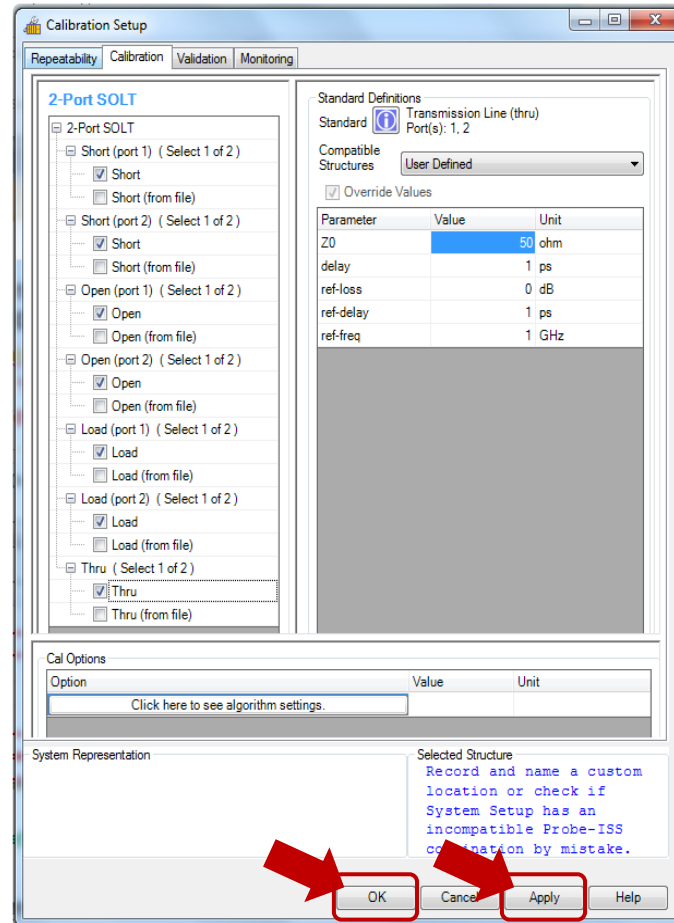 Calibration Setup
Repeatability Calibration Validation Monitoring
2-Port SOLT
2-Port SOLT
Short (port 1) ( Select 1 of 2 )
Short
Short (from file)
Short (port 2) ( Select 1 of 2 )
Short
Short (from file)
Open (port 1) ( Select 1 of 2 )
Open
Open (from file)
Open (port 2) ( Select 1 of 2 )
Open
Open (from file)
Load (port 1) ( Select 1 of 2 )
Load
Load (from file)
Load (port 2) ( Select 1 of 2 )
Load
Load (from file)
Thru ( Select 1 of 2 )
Thru
Thru (from file)
Standard Definitions
Standard Transmission Line (thru)
Port(s): 1, 2
Compatible
Structures User Defined
Override Values
Parameter Value Unit
Z0 50 ohm
delay 1 ps
ref-loss 0 dB
ref-delay 1 ps
ref-freq 1 GHz
Cal Options
Option Value Unit
Click here to see algorithm settings.
System Representation
Selected Structure
Record and name a custom
location or check if
System Setup has an
incompatible Probe-ISS
by mistake.
OK Cancel Apply Help